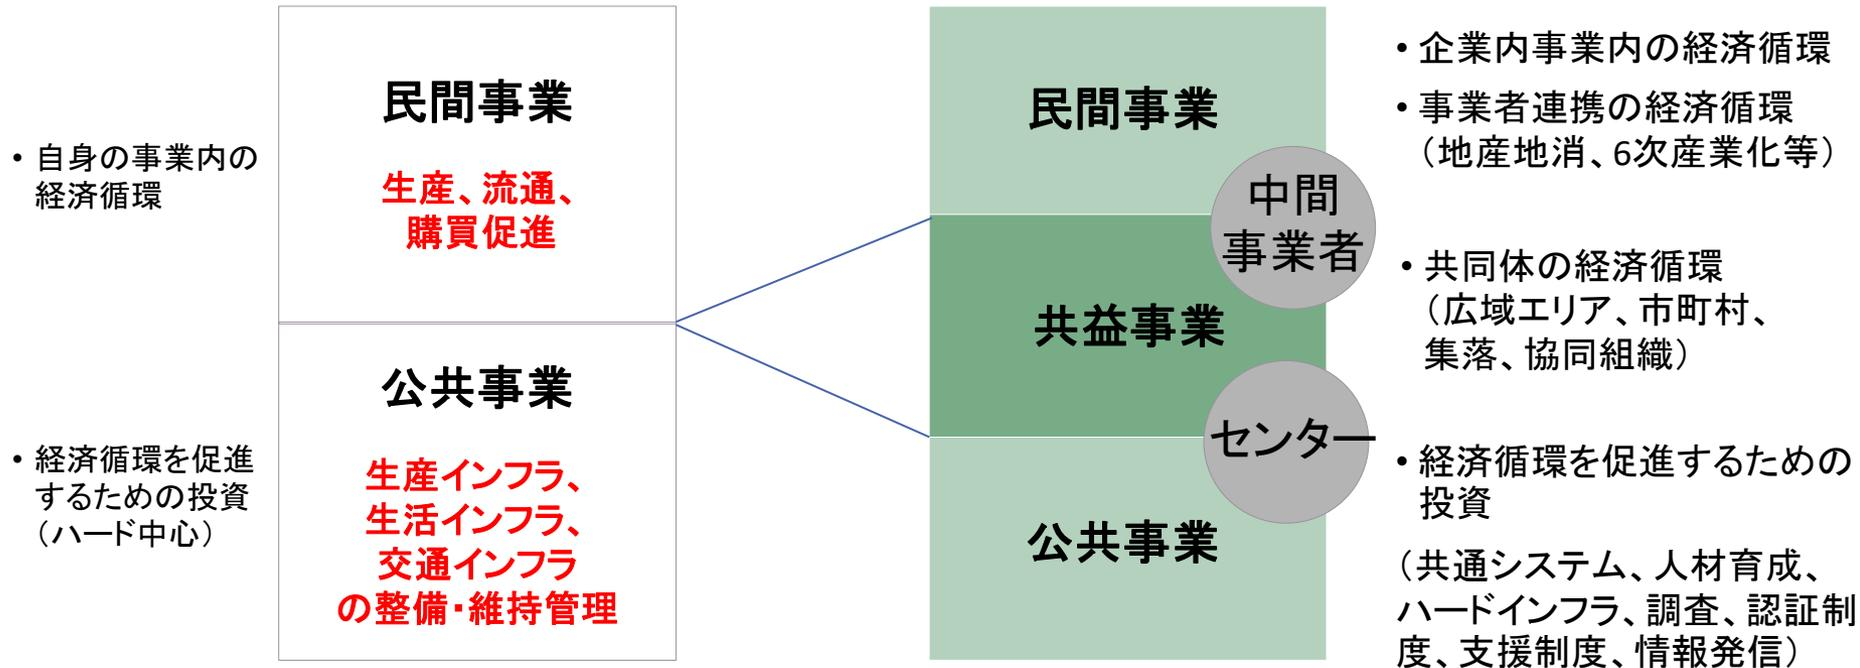 • 自身の事業内の
経済循環
• 経済循環を促進
するための投資
（ハード中心）
民間事業
生産、流通、
購買促進
公共事業
生産インフラ、
生活インフラ、
交通インフラ
の整備・維持管理
民間事業
中間
事業者
共益事業
センター
公共事業
• 企業内事業内の経済循環
• 事業者連携の経済循環
（地産地消、6次産業化等）
• 共同体の経済循環
（広域エリア、市町村、
集落、協同組織）
• 経済循環を促進するための
投資
（共通システム、人材育成、
ハードインフラ、調査、認証制
度、支援制度、情報発信）